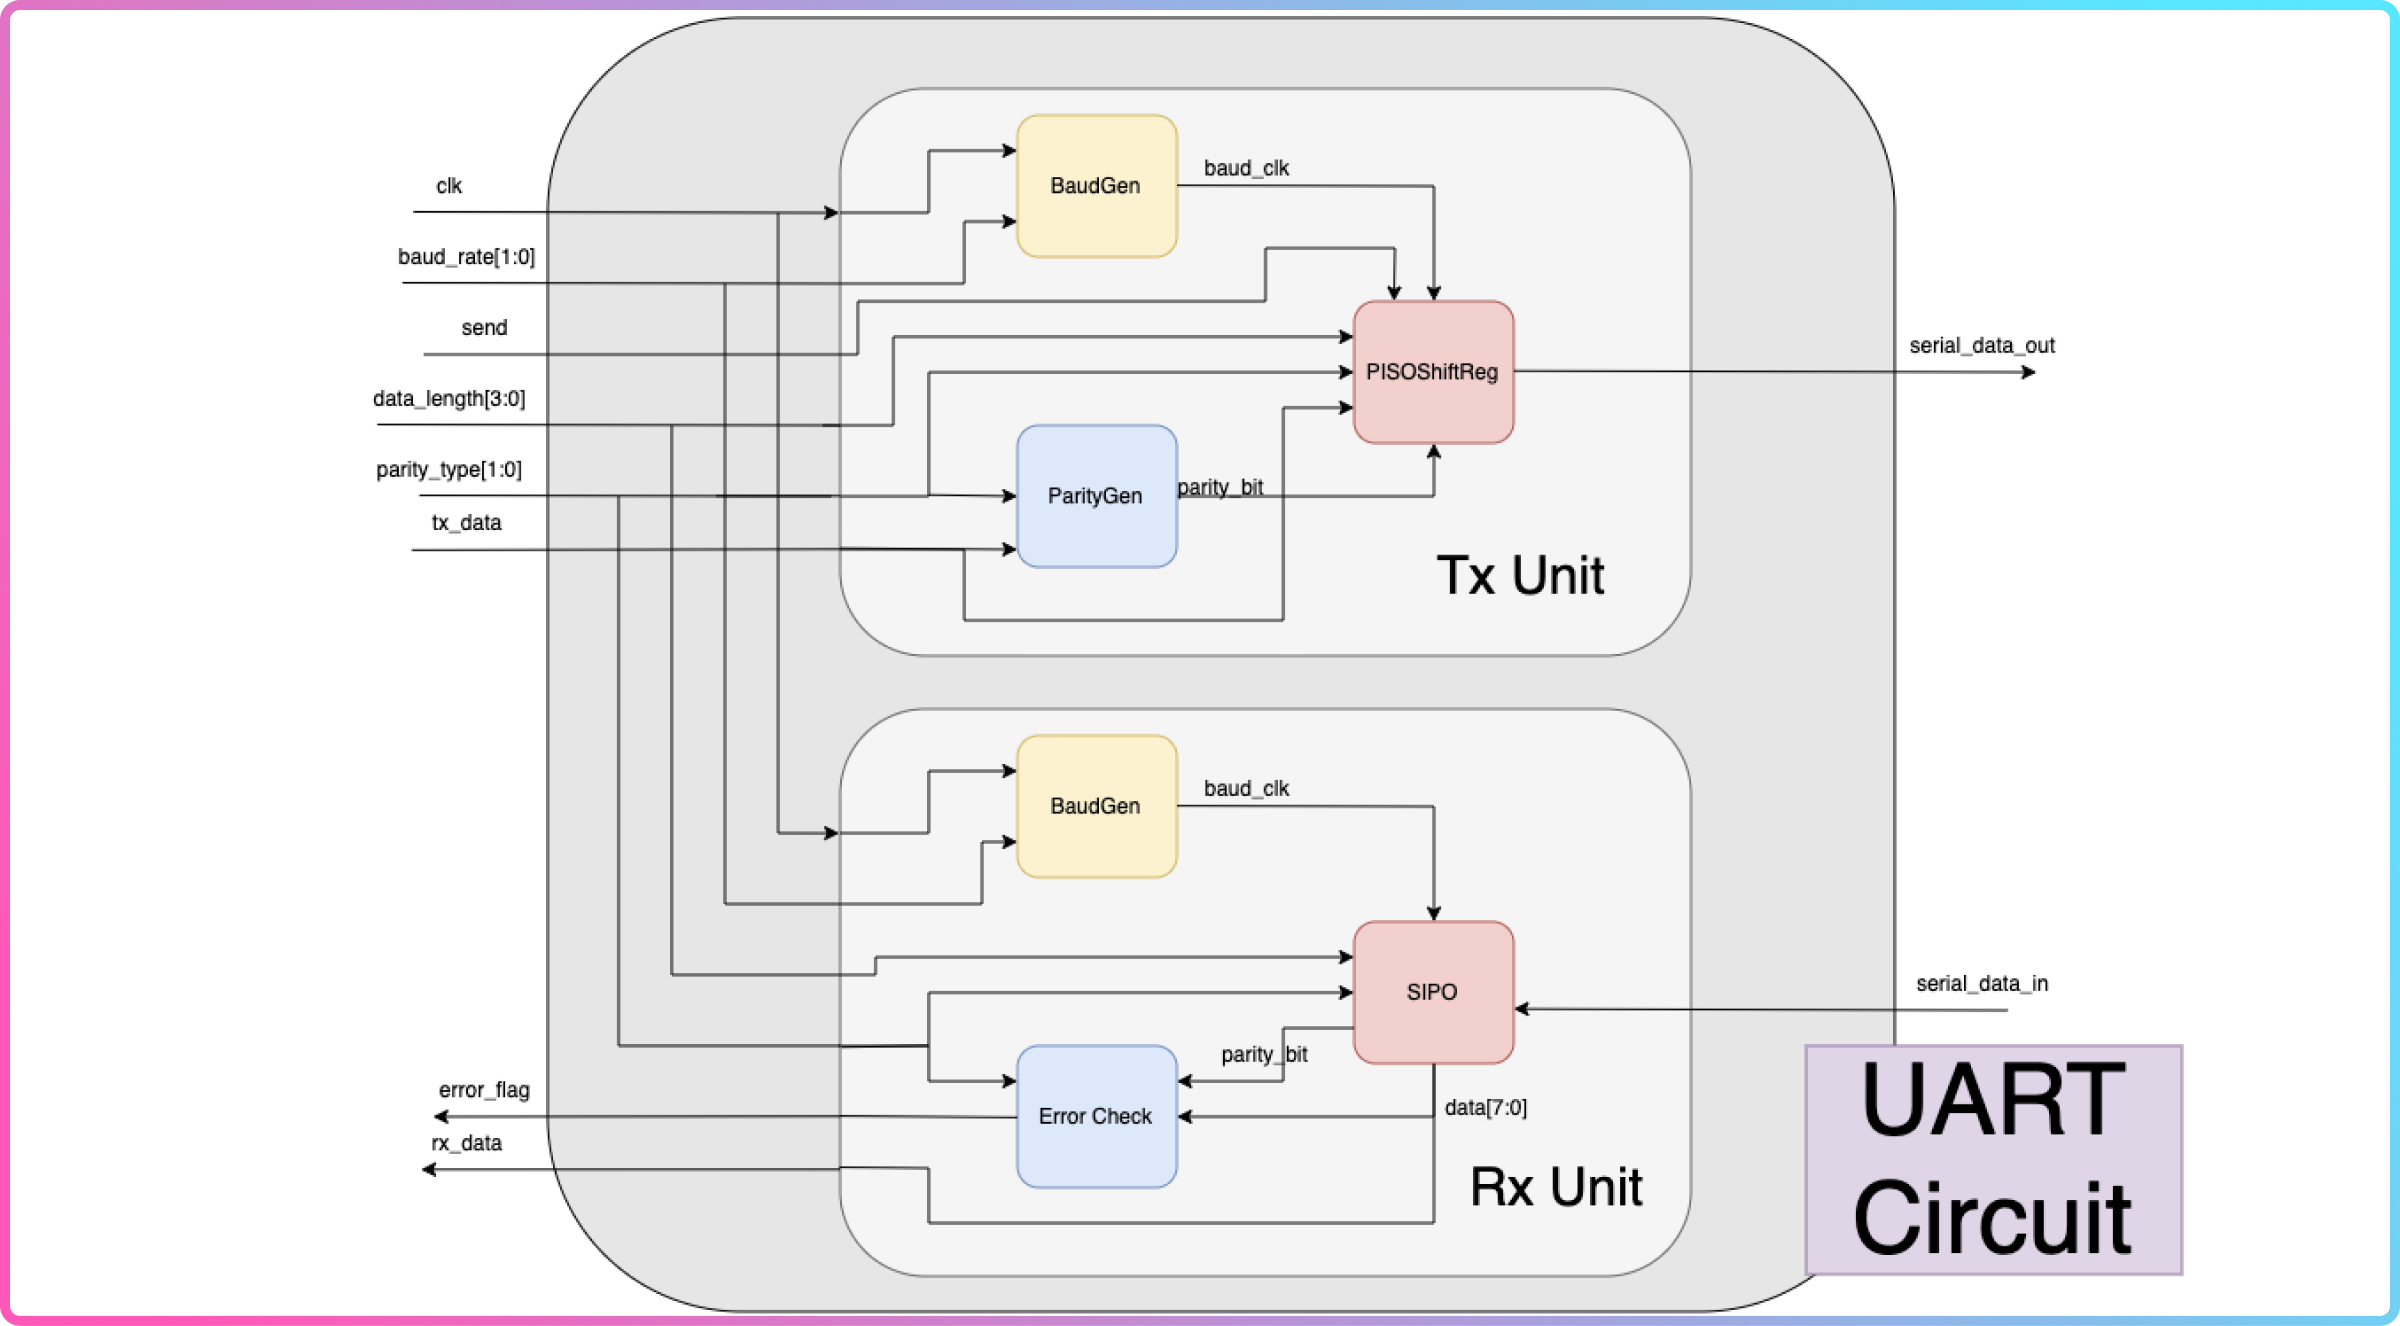 BaudGen
baud_clk
clk
baud_rate[1:0]
send
serial_data_out
PISOShiftReg
data_length[3:0]
parity_type[1:0]
ParityGen
parity_bit
tx_data
Tx Unit
BaudGen
baud_clk
SIPO
serial_data_in
parity_bit
error_flag
Error Check
data[7:0]
rx_data
Rx Unit
UART
Circuit